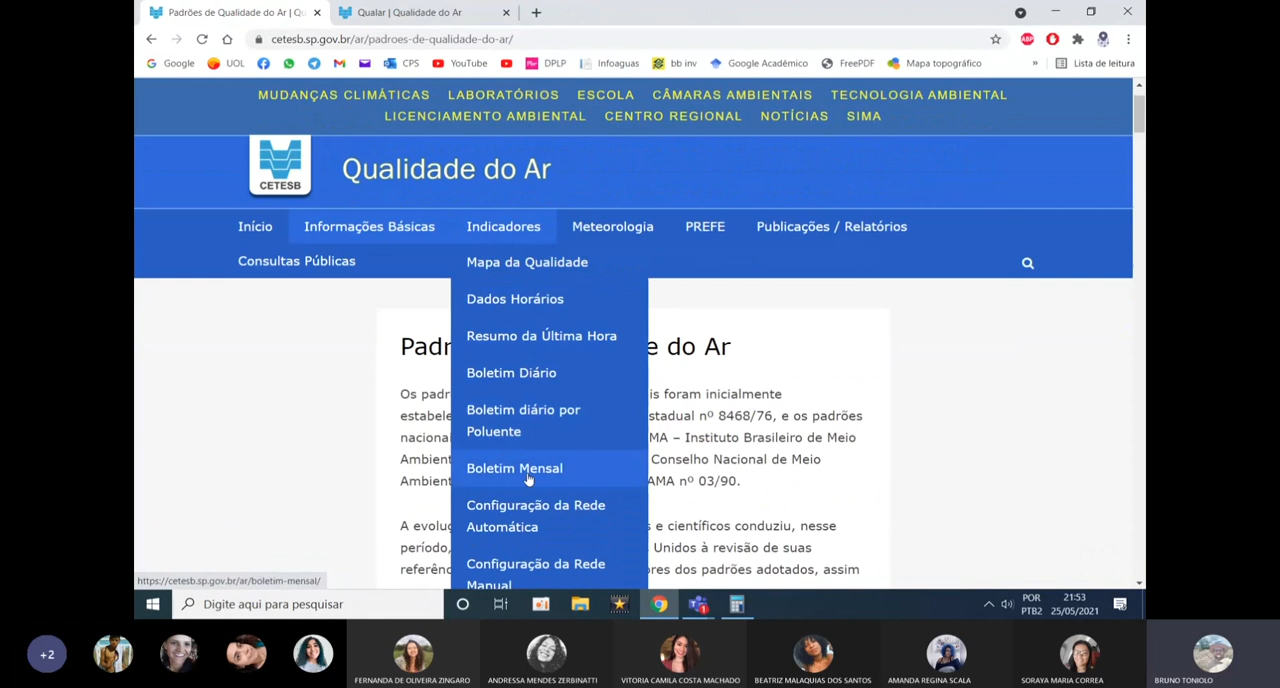 Padrões de Qualidade do Ar | Qu
Qualar | Qualidade do Ar
cetesb.sp.gov.br/ar/padroes-de-qualidade-do-ar/
ABP
Google
UOL
CPS
YouTube
DPLP
Infoaguas
bb inv
Google Acadêmico
FreePDF
Mapa topográfico
»
Lista de leitura
MUDANÇAS CLIMÁTICAS LABORATÓRIOS ESCOLA CÂMARAS AMBIENTAIS TECNOLOGIA AMBIENTAL
LICENCIAMENTO AMBIENTAL CENTRO REGIONAL NOTÍCIAS SIMA
CETESB
Qualidade do Ar
Início Informações Básicas Indicadores Meteorologia PREFE Publicações / Relatórios
Consultas Públicas
Mapa da Qualidade
Dados Horários
Resumo da Última Hora
Boletim Diário
Boletim diário por
Poluente
Boletim Mensal
Configuração da Rede
Automática
Configuração da Rede
Manual
Padr e do Ar
Os padr is foram inicialmente
estabele stadual nº 8468/76, e os padrões
nacionai MA – Instituto Brasileiro de Meio
Ambient Conselho Nacional de Meio
Ambient AMA nº 03/90.
A evolu s e científicos conduziu, nesse
período, Unidos à revisão de suas
referênc ores dos padrões adotados, assim
https://cetesb.sp.gov.br/ar/boletim-mensal/
Digite aqui para pesquisar
1
POR
PTB2
21:53
25/05/2021
+2
FERNANDA DE OLIVEIRA ZINGARO
ANDRESSA MENDES ZERBINATTI
VITORIA CAMILA COSTA MACHADO
BEATRIZ MALAQUIAS DOS SANTOS
AMANDA REGINA SCALA
SORAYA MARIA CORREA
BRUNO TONIOLO